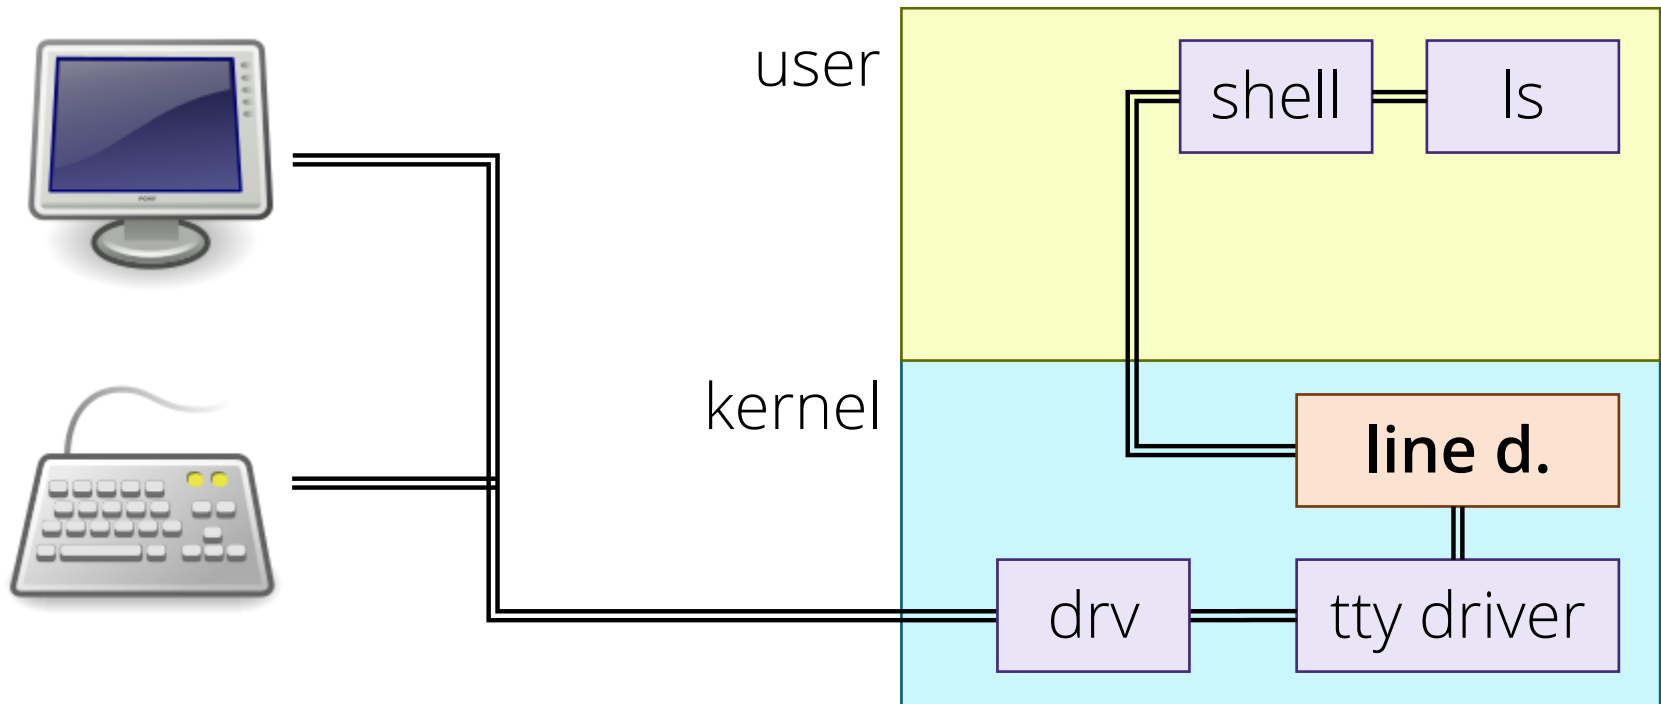 user
shell
ls
kernel
line d.
drv
tty driver